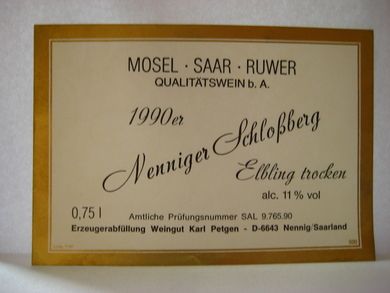 MOSEL · SAAR · RUWER
QUALITÄTSWEIN b. A.
1990er
Nenniger Schloßberg
Elbling trocken
alc. 11 % vol
0,75 l
Amtliche Prüfungsnummer SAL 9.765.90
Erzeugerabfüllung Weingut Karl Petgen - D-6643 Nennig/Saarland